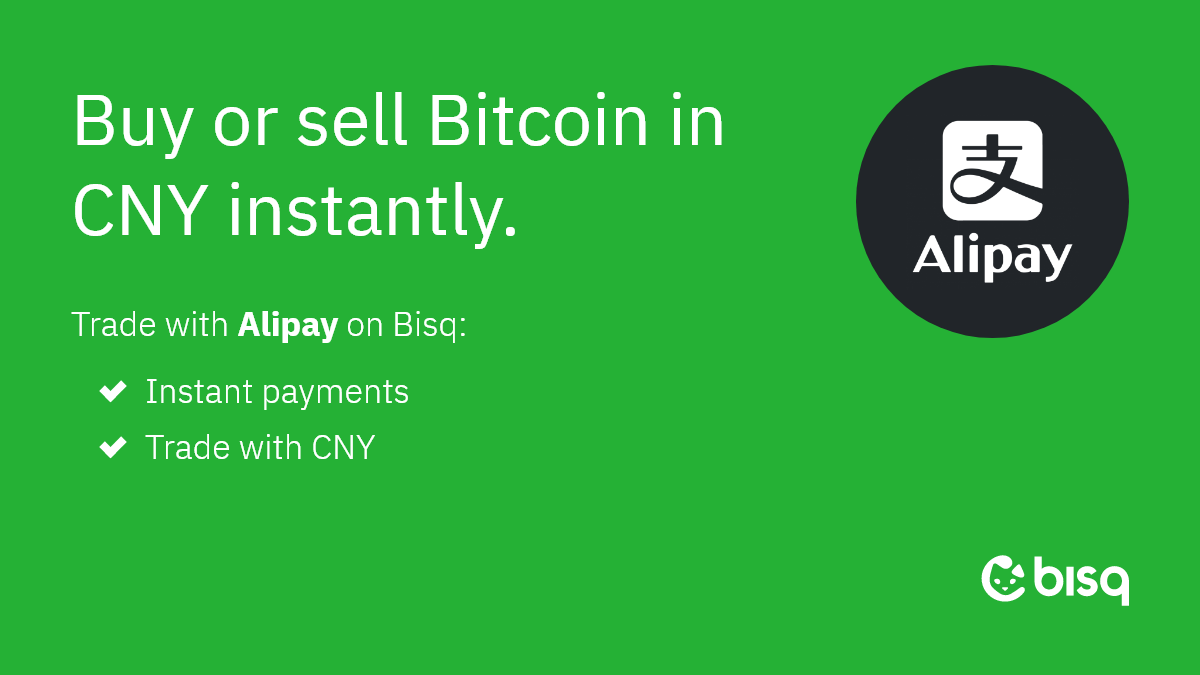 Buy or sell Bitcoin in
CNY instantly.
支
Alipay
Trade with Alipay on Bisq:
Instant payments
Trade with CNY
bisq